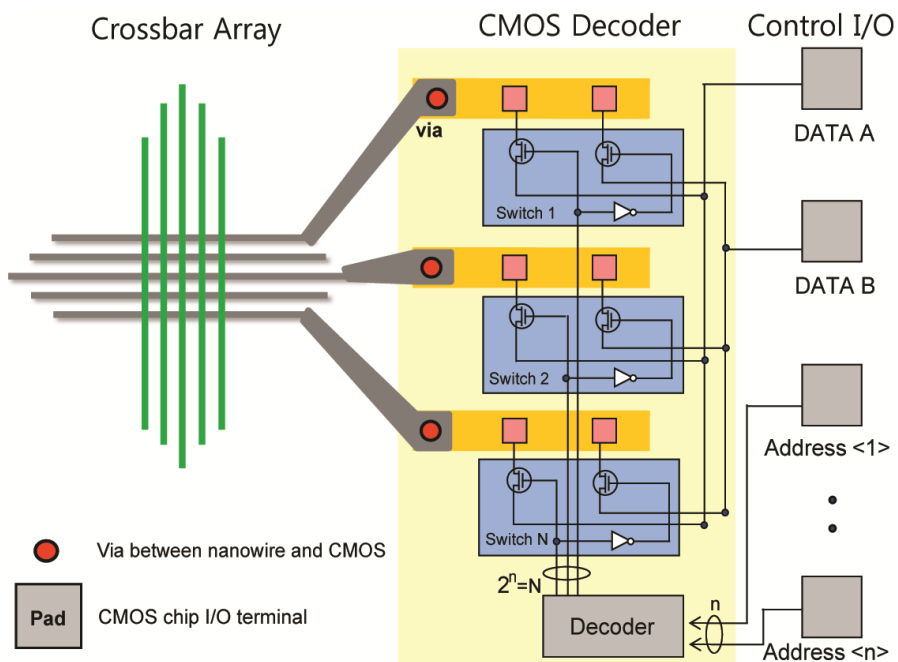 Crossbar Array
CMOS Decoder
Control I/O
via
DATA A
Switch 1
DATA B
Switch 2
Address <1>
Switch N
Via between nanowire and CMOS
2ⁿ=N
n
Pad
CMOS chip I/O terminal
Decoder
Address <n>